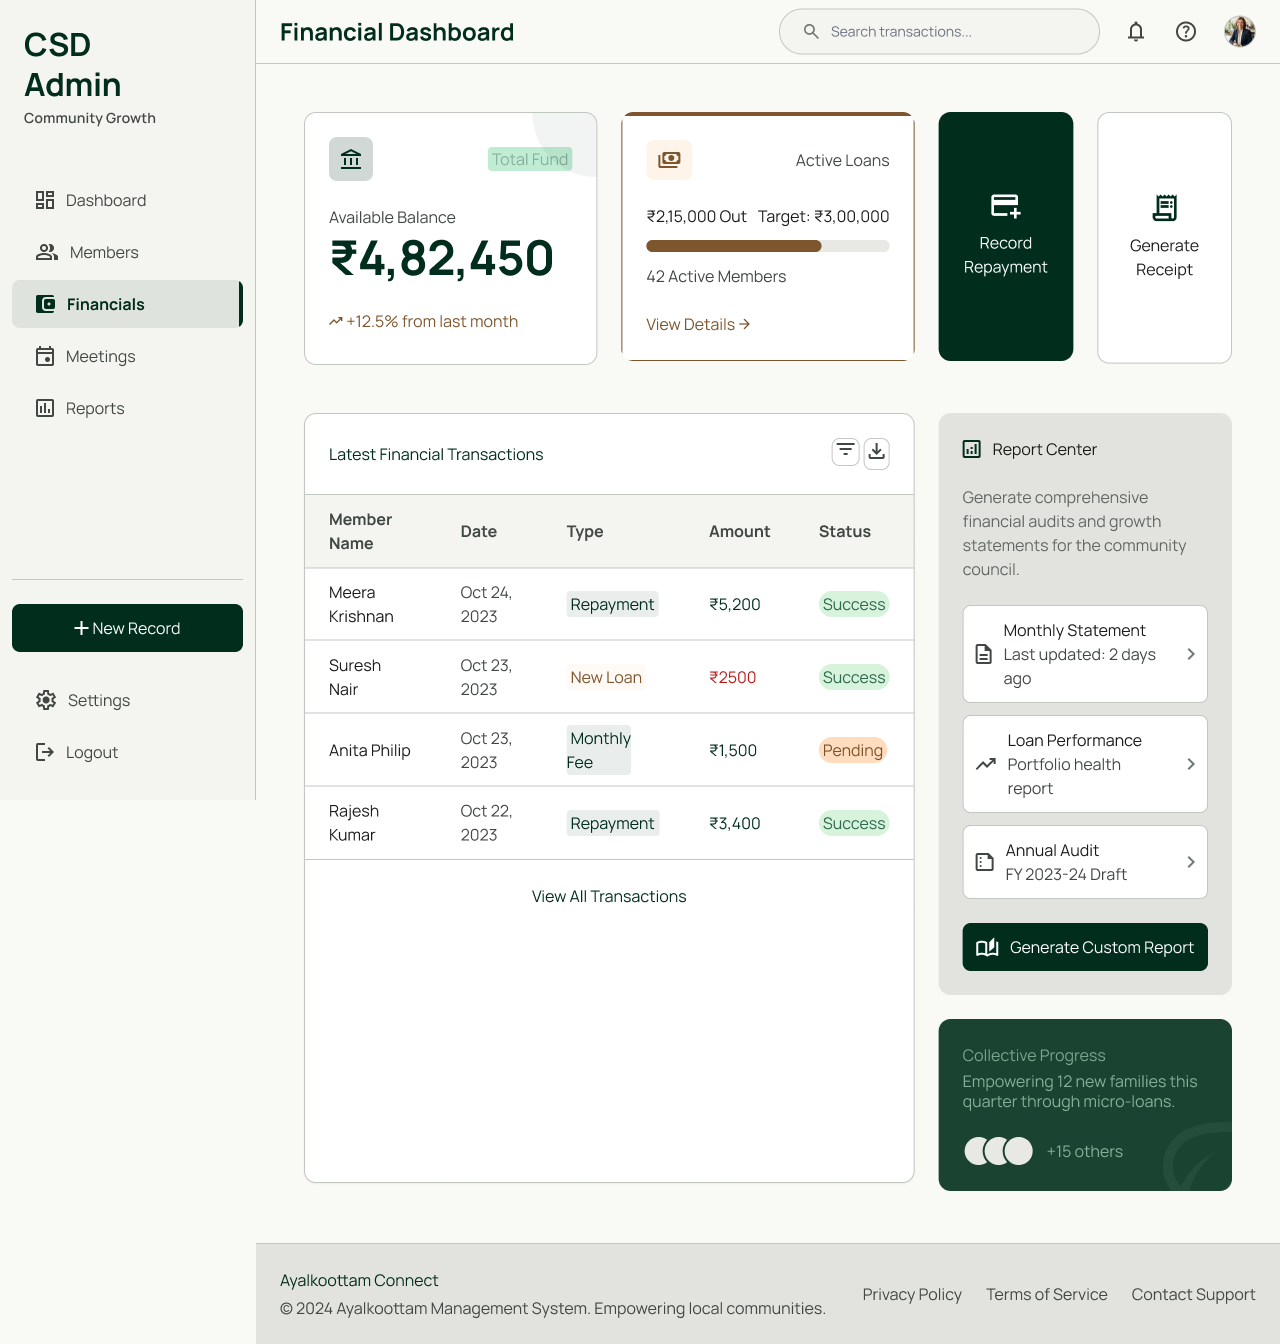 CSD
Admin
Community Growth
Dashboard
Members
Financials
Meetings
Reports
New Record
Settings
Logout
Financial Dashboard
Search transactions...
Total Fund
Available Balance
₹4,82,450
+12.5% from last month
Active Loans
₹2,15,000 Out Target: ₹3,00,000
42 Active Members
View Details
Record
Repayment
Generate
Receipt
Latest Financial Transactions
Member
Name
Date
Type
Amount
Status
Meera
Krishnan
Oct 24,
2023
Repayment
₹5,200
Success
Suresh
Nair
Oct 23,
2023
New Loan
₹2500
Success
Anita Philip
Oct 23,
2023
Monthly
Fee
₹1,500
Pending
Rajesh
Kumar
Oct 22,
2023
Repayment
₹3,400
Success
View All Transactions
Report Center
Generate comprehensive
financial audits and growth
statements for the community
council.
Monthly Statement
Last updated: 2 days
ago
Loan Performance
Portfolio health
report
Annual Audit
FY 2023-24 Draft
Generate Custom Report
Collective Progress
Empowering 12 new families this
quarter through micro-loans.
+15 others
Ayalkoottam Connect
© 2024 Ayalkoottam Management System. Empowering local communities.
Privacy Policy
Terms of Service
Contact Support